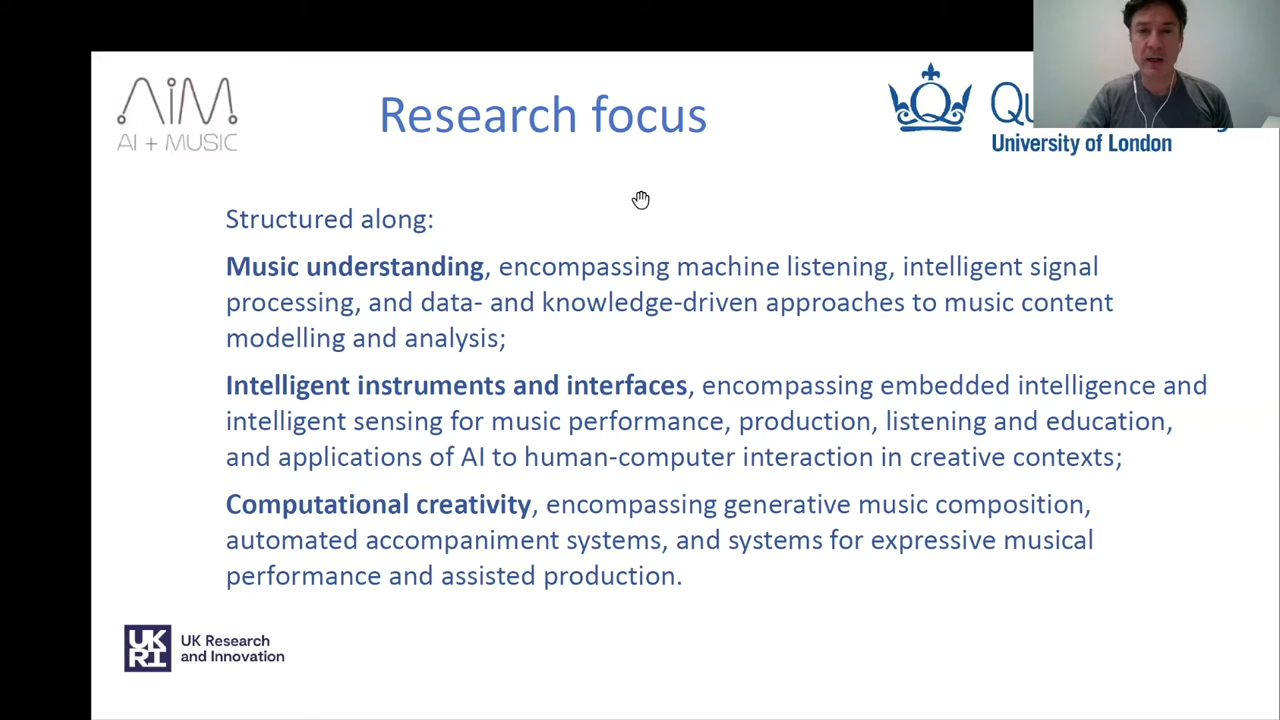 AiM
AI + MUSIC
Research focus
University of London
Structured along:
Music understanding, encompassing machine listening, intelligent signal
processing, and data- and knowledge-driven approaches to music content
modelling and analysis;
Intelligent instruments and interfaces, encompassing embedded intelligence and
intelligent sensing for music performance, production, listening and education,
and applications of AI to human-computer interaction in creative contexts;
Computational creativity, encompassing generative music composition,
automated accompaniment systems, and systems for expressive musical
performance and assisted production.
UK
RI
UK Research
and Innovation